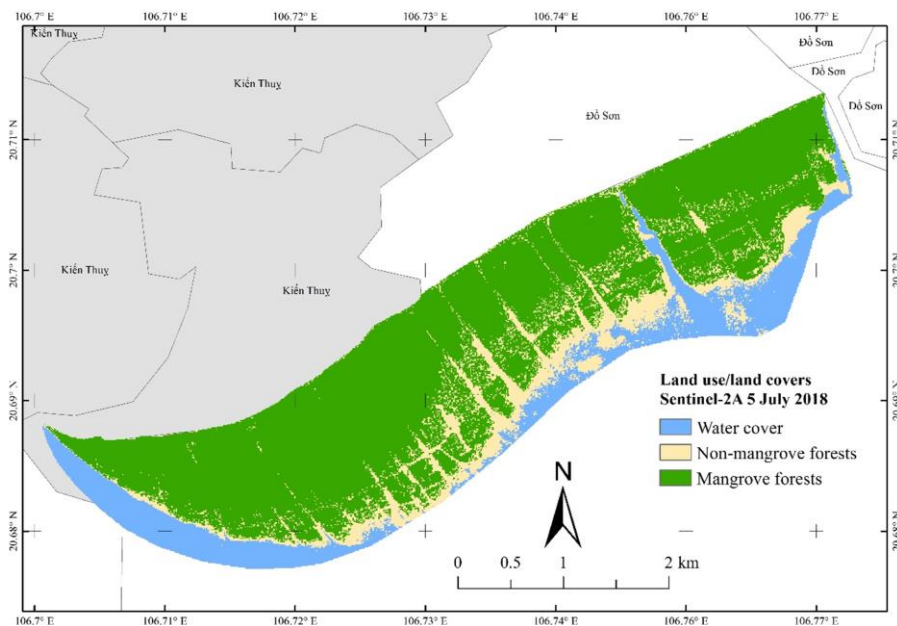 106.7° E 106.71° E 106.72° E 106.73° E 106.74° E 106.75° E 106.76° E 106.77° E
Kiến Thuỵ
Đồ Sơn
Kiến Thuỵ
Đồ Sơn
Đồ Sơn
Đồ Sơn
20.71° N
20.71° N
Kiến Thuỵ
Kiến Thuỵ
20.7° N
20.7° N
20.69° N
20.69° N
20.68° N
20.68° N
Land use/land covers
Sentinel-2A 5 July 2018
Water cover
Non-mangrove forests
Mangrove forests
N
0 0.5 1 2 km
106.7° E 106.71° E 106.72° E 106.73° E 106.74° E 106.75° E 106.76° E 106.77° E